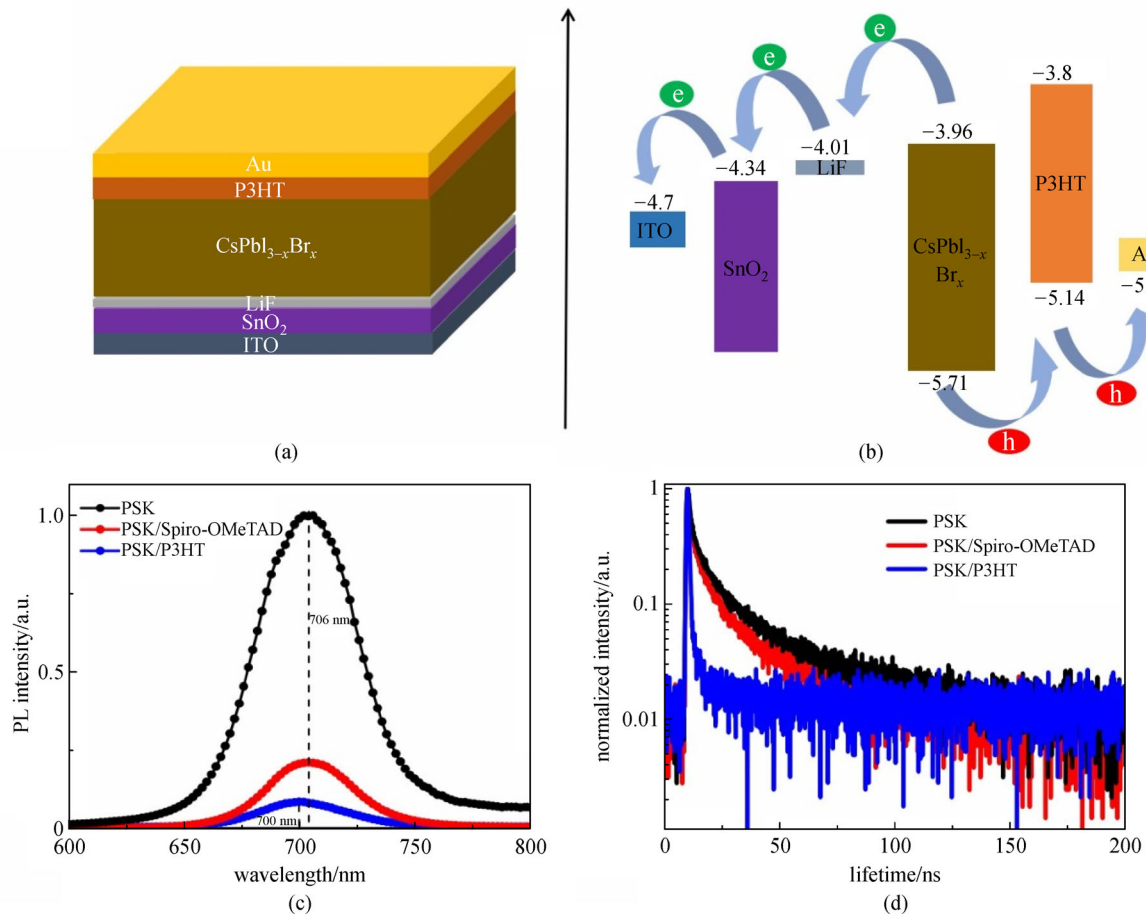 Au
P3HT
CsPbI3−xBrx
LiF
SnO2
ITO
(a)
e
e
e
−3.8
−3.96
−4.01
−4.34
LiF
−4.7
P3HT
ITO
SnO2
CsPbI3−x
Brx
A
−5
−5.14
−5.71
h
h
(b)
PSK
PSK/Spiro-OMeTAD
PSK/P3HT
1.0
0.5
0
706 nm
700 nm
PL intensity/a.u.
600
650
700
750
800
wavelength/nm
(c)
PSK
PSK/Spiro-OMeTAD
PSK/P3HT
1
0.1
0.01
normalized intensity/a.u.
0
50
100
150
200
lifetime/ns
(d)